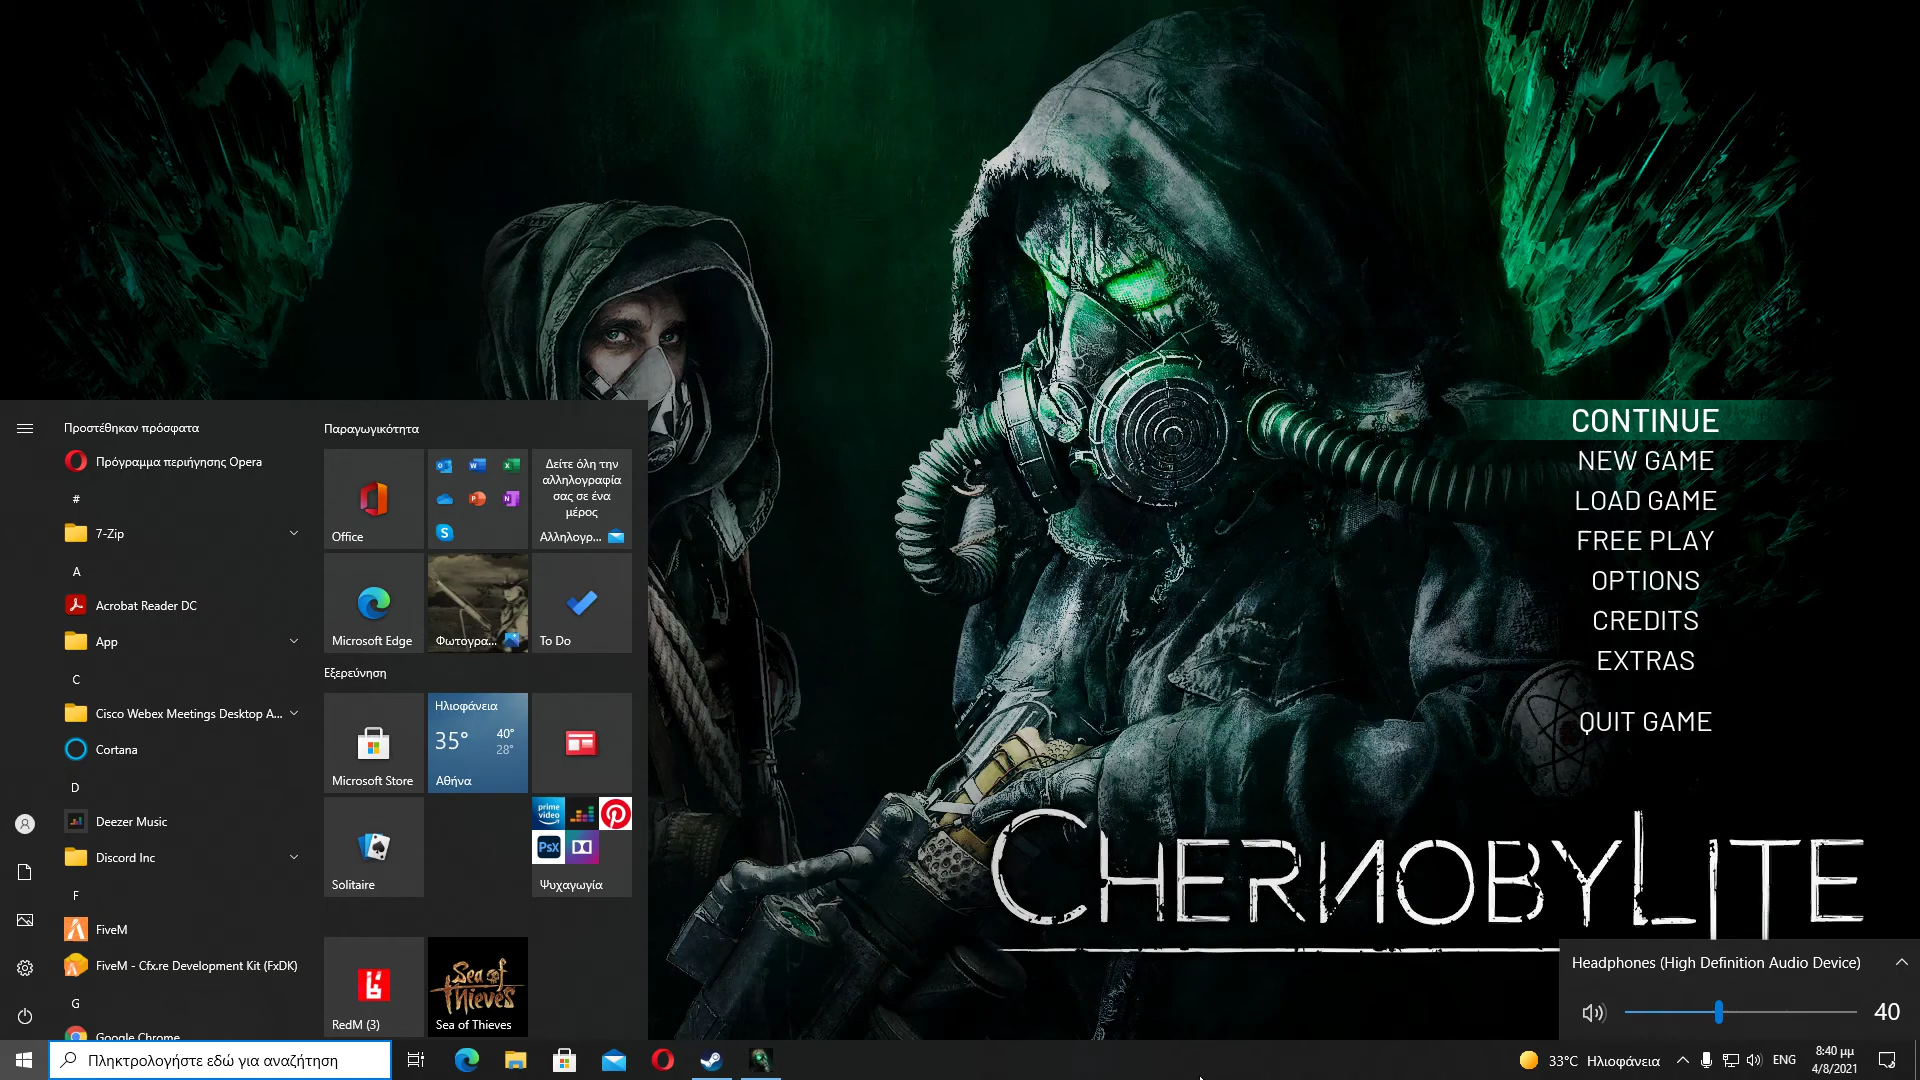 CONTINUE
NEW GAME
LOAD GAME
FREE PLAY
OPTIONS
CREDITS
EXTRAS
QUIT GAME
CHERNOBYLITE
Προστέθηκαν πρόσφατα
Πρόγραμμα περιήγησης Opera
#
7-Zip
A
Acrobat Reader DC
App
C
Cisco Webex Meetings Desktop A...
Cortana
D
Deezer Music
Discord Inc
F
FiveM
FiveM - Cfx.re Development Kit (FxDK)
G
Google Chrome
Παραγωγικότητα
Office
Δείτε όλη την
αλληλογραφία
σας σε ένα
μέρος
Αλληλογρ...
Microsoft Edge
Φωτογρα...
To Do
Εξερεύνηση
Microsoft Store
Ηλιοφάνεια
35°
40°
28°
Αθήνα
Solitaire
prime
video
PsX
Ψυχαγωγία
RedM (3)
Sea of
Thieves
Sea of Thieves
Headphones (High Definition Audio Device)
40
Πληκτρολογήστε εδώ για αναζήτηση
33°C Ηλιοφάνεια
ENG
8:40 μμ
4/8/2021